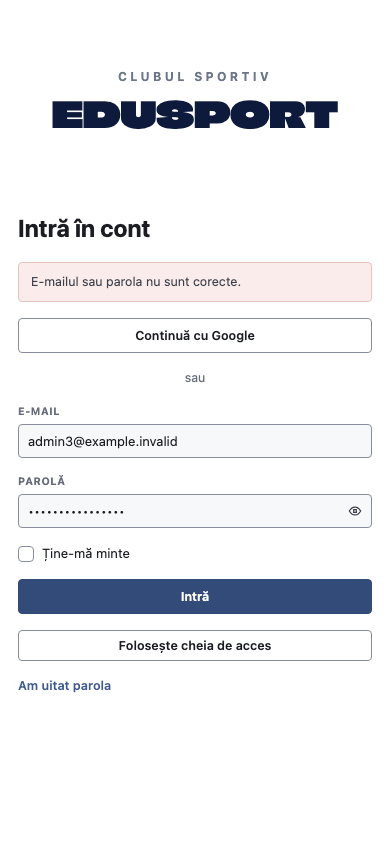 CLUBUL SPORTIV
EDUSPORT
Intră în cont
E-mailul sau parola nu sunt corecte.
Continuă cu Google
sau
E-MAIL
admin3@example.invalid
PAROLĂ
••••••••••••••••
Ține-mă minte
Intră
Folosește cheia de acces
Am uitat parola